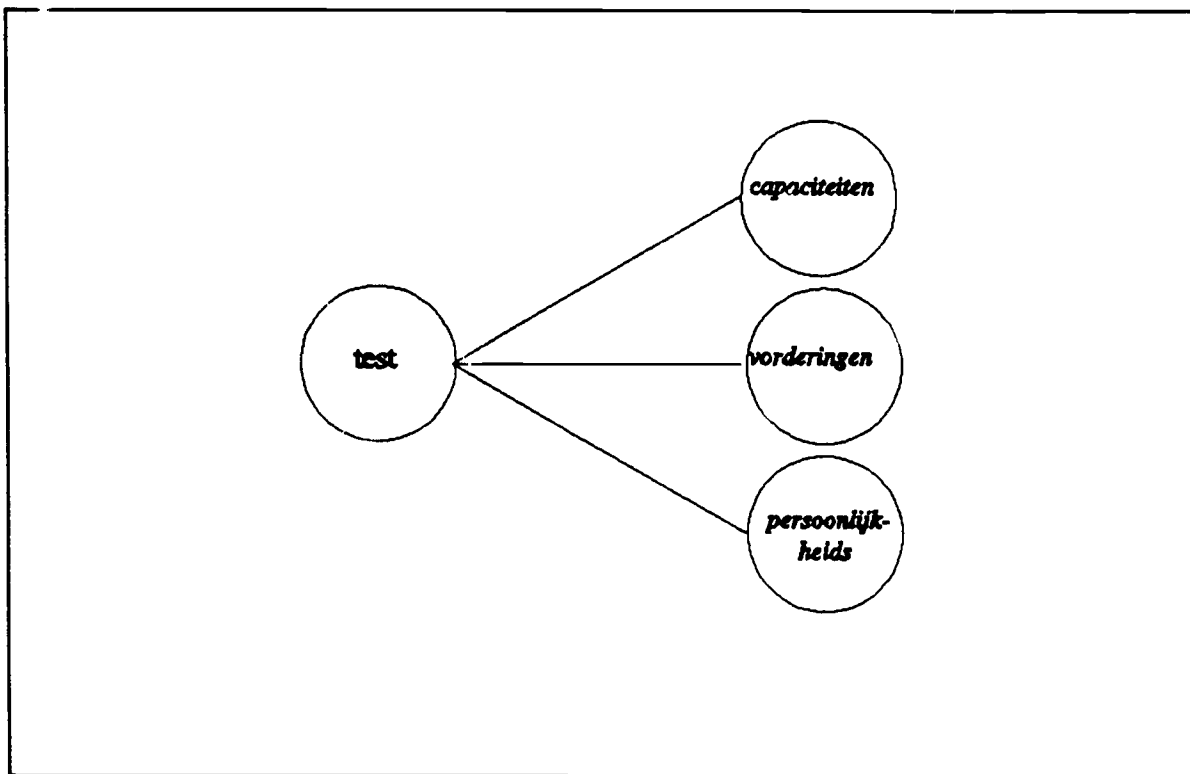 capaciteiten
test
vorderingen
persoonlijk-
heids